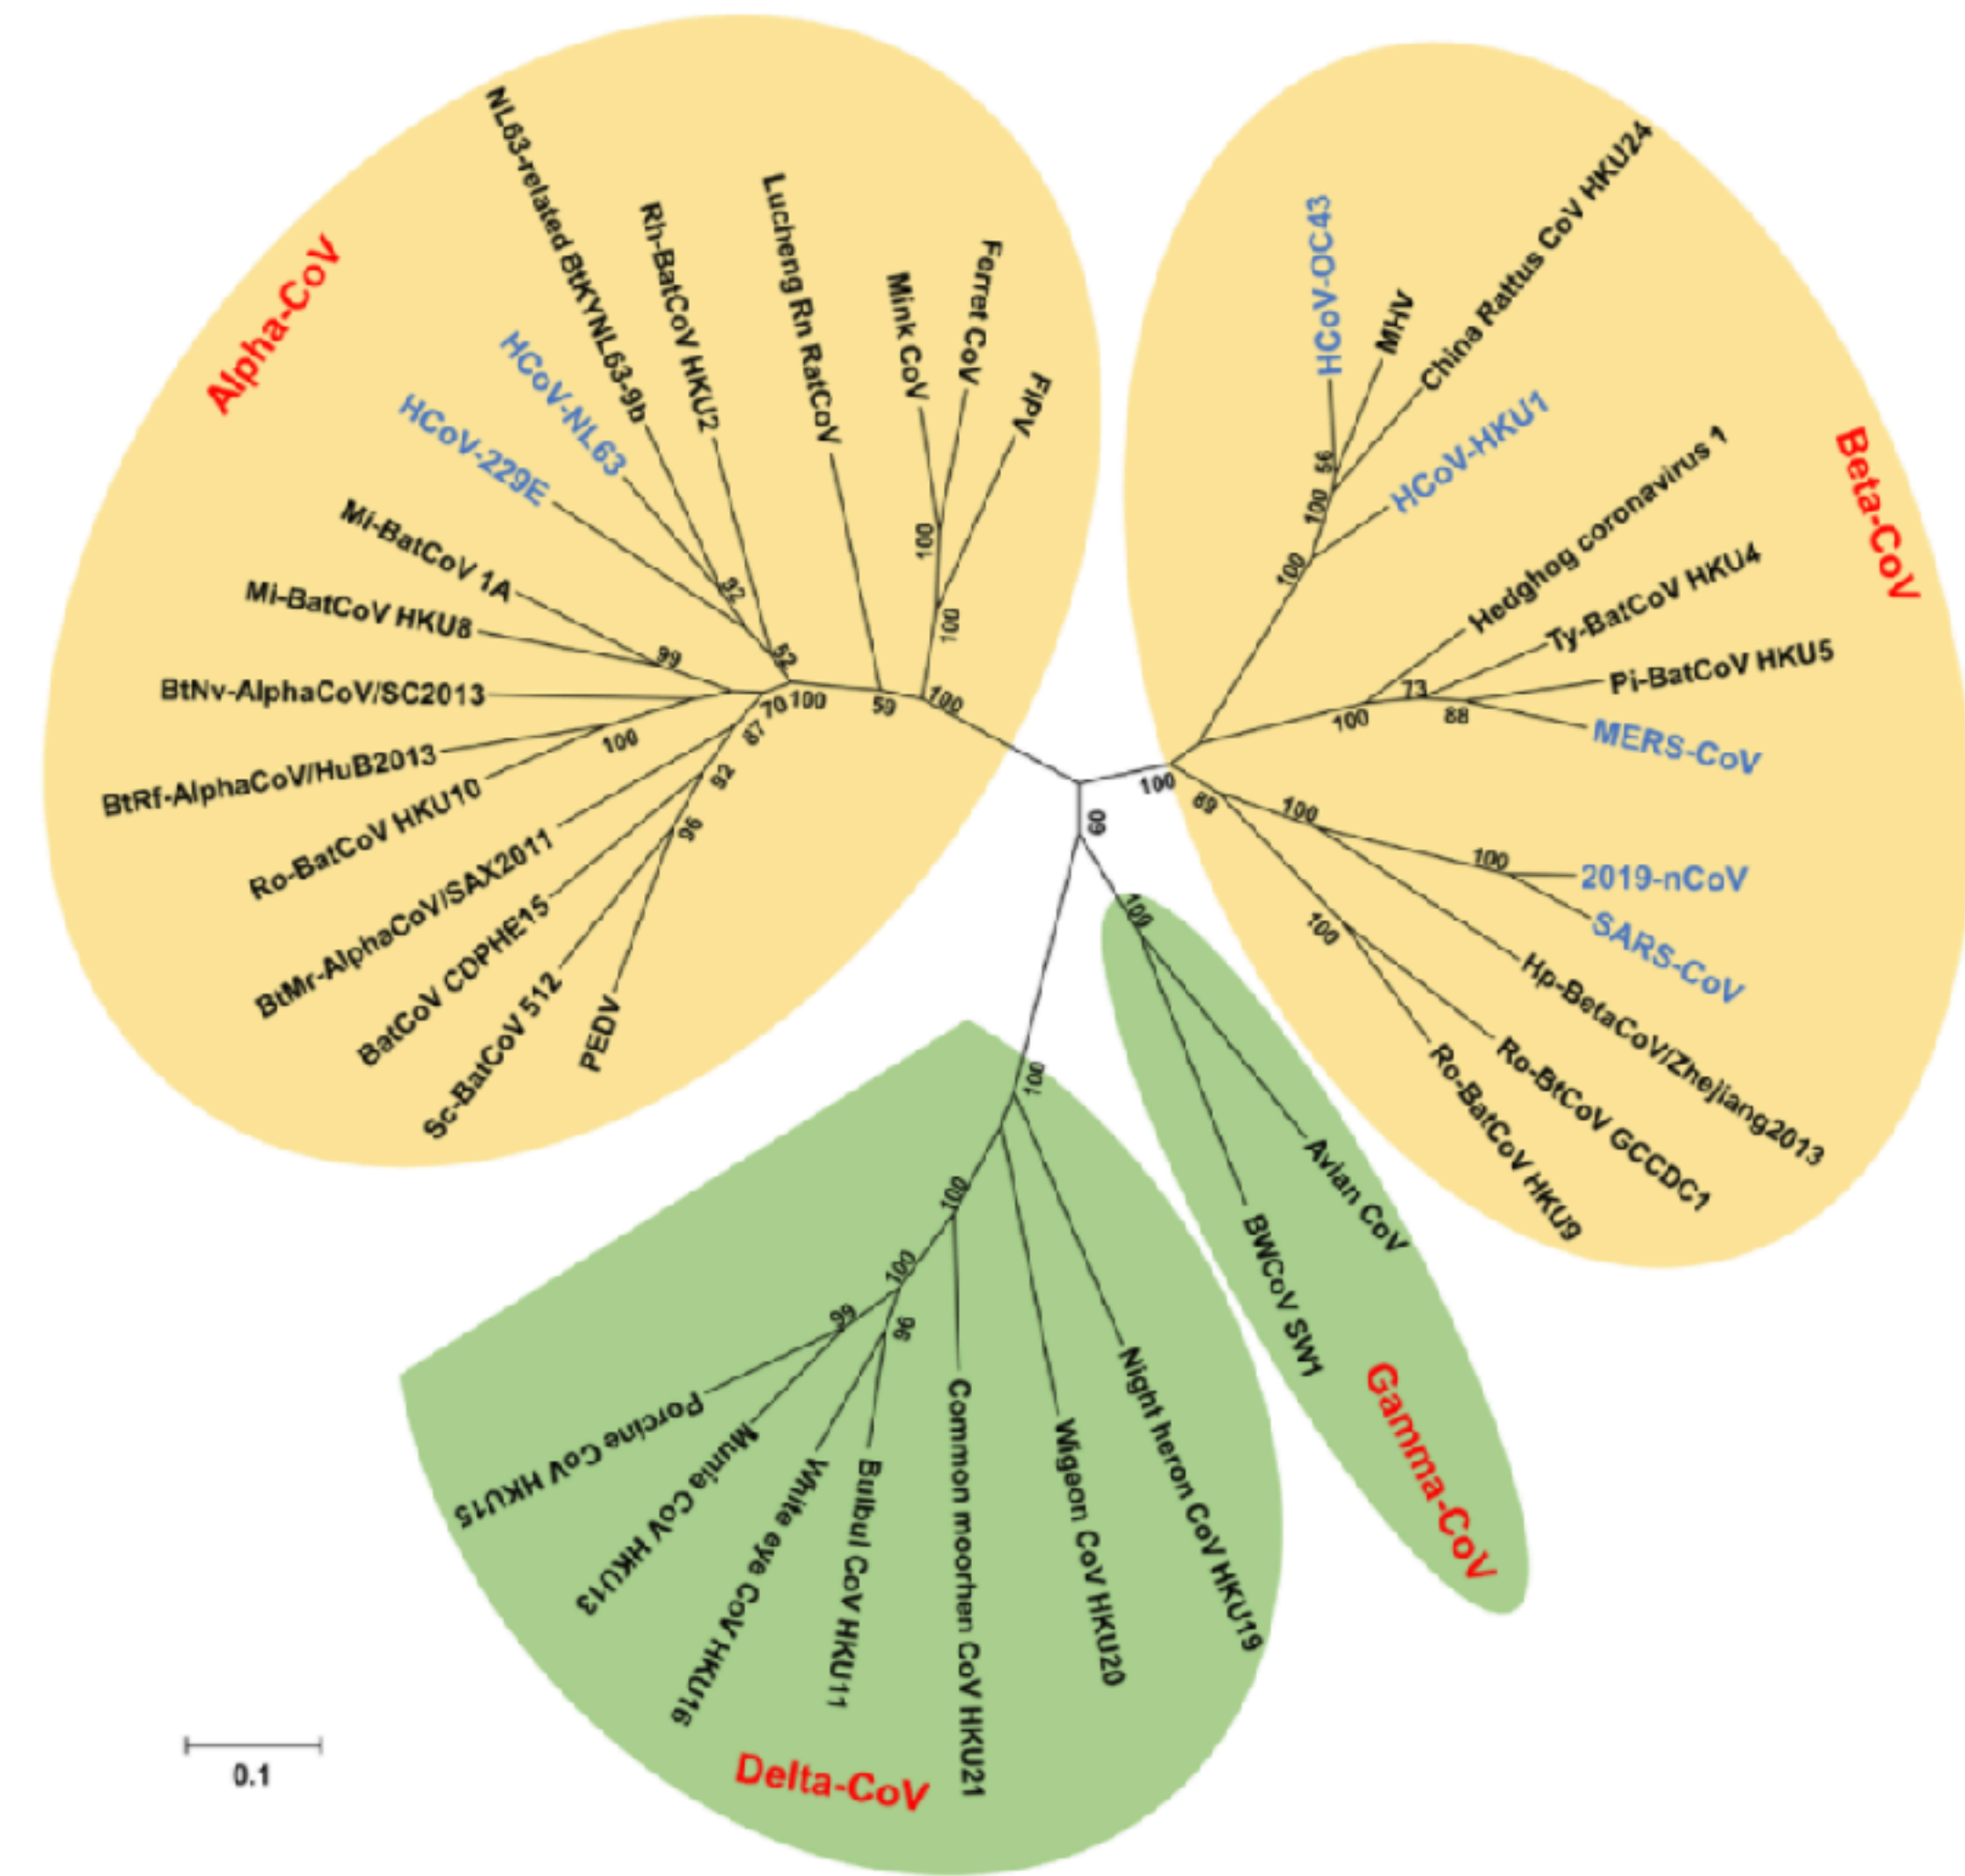 Alpha-CoV
NL63-related BtKYNL63-9b
Rh-BatCoV HKU2
Lucheng Rn RatCoV
Mink CoV
Ferret CoV
FIPV
HCoV-NL63
HCoV-229E
Mi-BatCoV 1A
Mi-BatCoV HKU8
BtNv-AlphaCoV/SC2013
BtRf-AlphaCoV/HuB2013
Ro-BatCoV HKU10
BtMr-AlphaCoV/SAX2011
BatCoV CDPHE15
Sc-BatCoV 512
PEDV
100
100
92
52
99
70
100
59
100
100
87
92
96
Beta-CoV
HCoV-OC43
MHV
China Rattus CoV HKU24
HCoV-HKU1
Hedghog coronavirus 1
Ty-BatCoV HKU4
Pi-BatCoV HKU5
MERS-CoV
2019-nCoV
SARS-CoV
Hp-BetaCoV/Zhejiang2013
Ro-BtCoV GCCDC1
Ro-BatCoV HKU9
56
100
100
73
100
88
100
89
100
100
100
60
Gamma-CoV
100
Avian CoV
BWCoV SW1
Delta-CoV
100
100
100
99
96
Porcine CoV HKU15
Munia CoV HKU13
White eye CoV HKU16
Bulbul CoV HKU11
Common moorhen CoV HKU21
Wigeon CoV HKU20
Night heron CoV HKU19
0.1